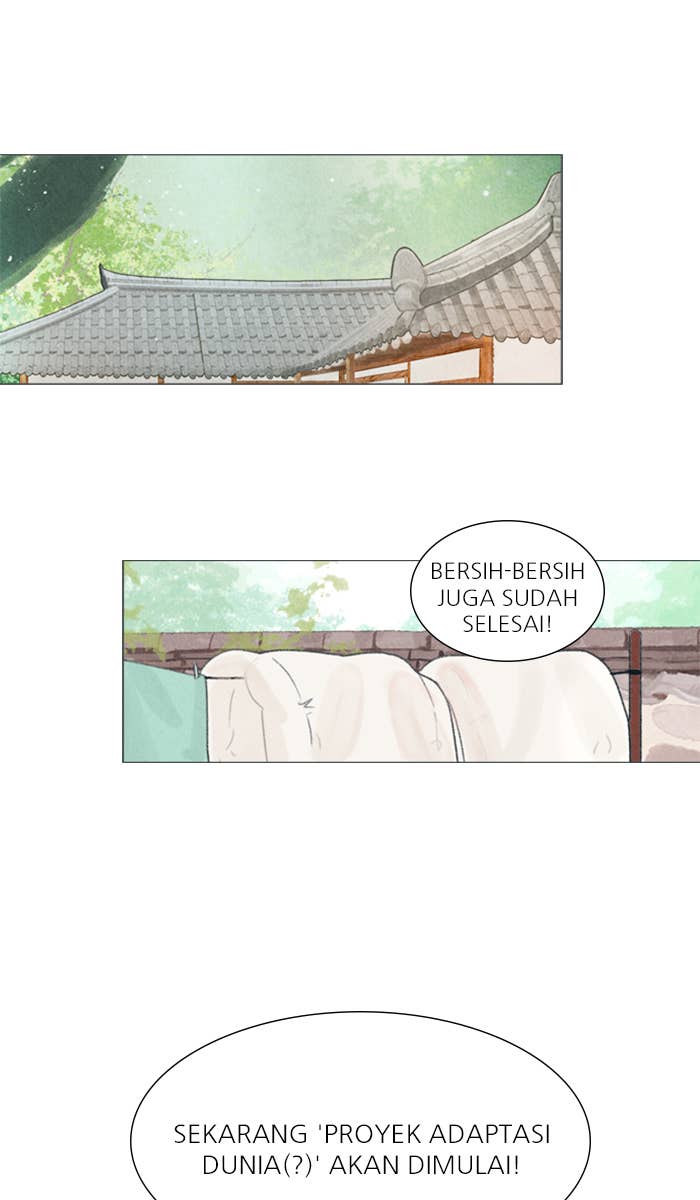 BERSIH-BERSIH
JUGA SUDAH
SELESAI!
SEKARANG 'PROYEK ADAPTASI
DUNIA(?)' AKAN DIMULAI!